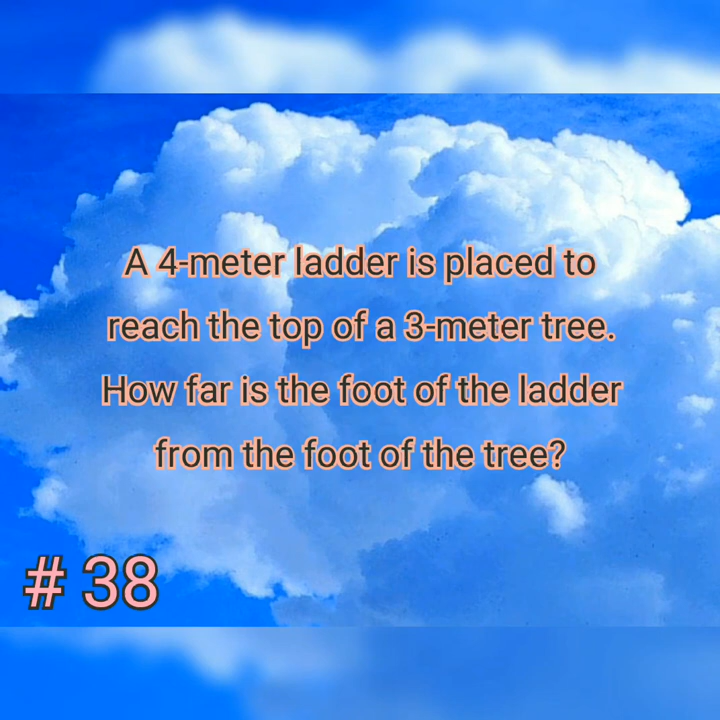 A 4-meter ladder is placed to
reach the top of a 3-meter tree.
How far is the foot of the ladder
from the foot of the tree?
# 38